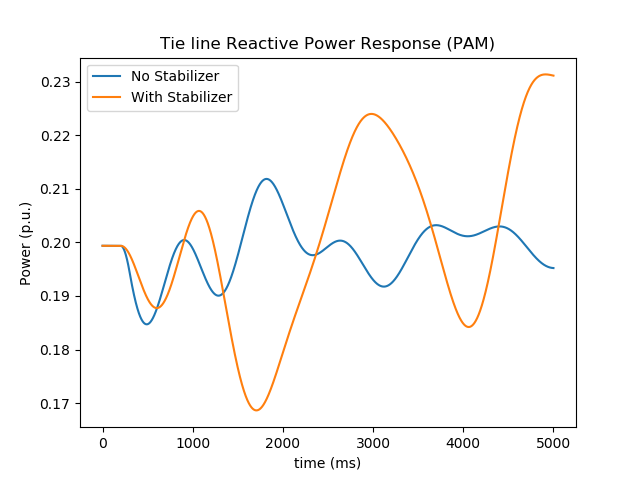 Tie line Reactive Power Response (PAM)
No Stabilizer
With Stabilizer
0.23
0.22
0.21
0.20
0.19
0.18
0.17
Power (p.u.)
0 1000 2000 3000 4000 5000
time (ms)